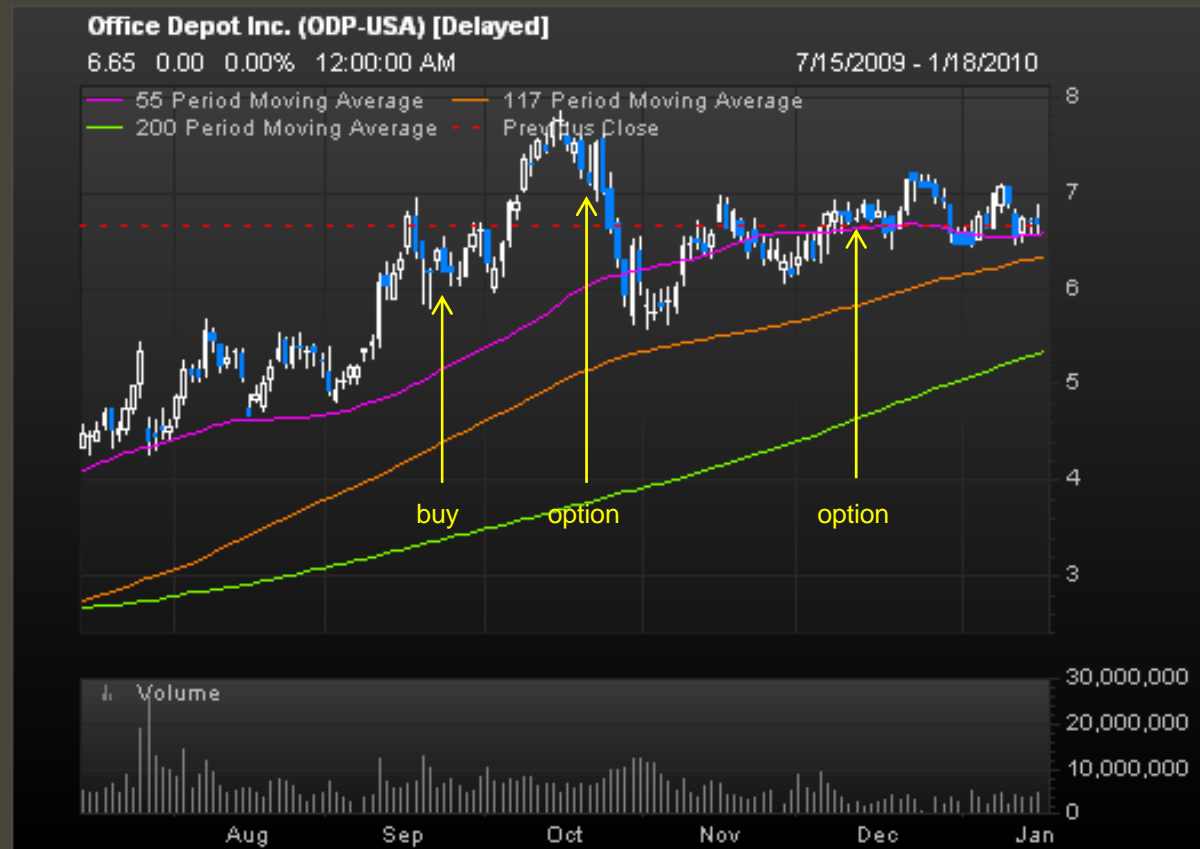 Office Depot Inc. (ODP-USA) [Delayed]
6.65 0.00 0.00% 12:00:00 AM 7/15/2009 - 1/18/2010
55 Period Moving Average 117 Period Moving Average
200 Period Moving Average Previous Close
8
7
6
5
4
3
buy option option
Volume
30,000,000
20,000,000
10,000,000
0
Aug Sep Oct Nov Dec Jan